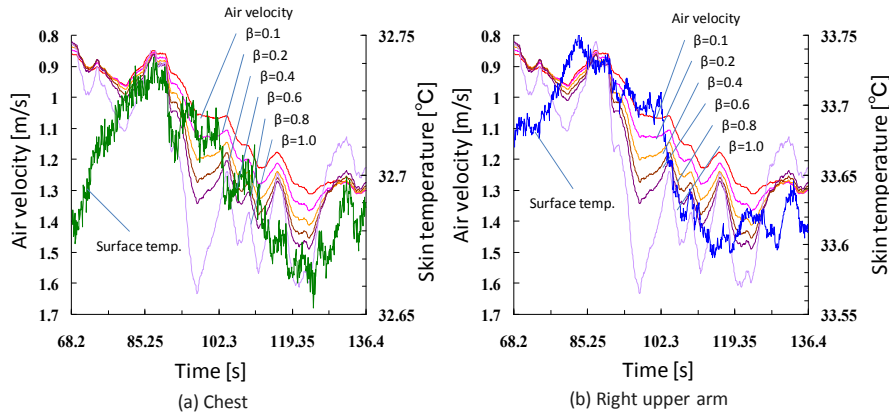 Air velocity
β=0.1
β=0.2
β=0.4
β=0.6
β=0.8
β=1.0
Surface temp.
0.8
0.9
1
1.1
1.2
1.3
1.4
1.5
1.6
1.7
Air velocity [m/s]
32.75
32.7
32.65
Skin temperature [℃]
68.2
85.25
102.3
119.35
136.4
Time [s]
(a) Chest
Air velocity
β=0.1
β=0.2
β=0.4
β=0.6
β=0.8
β=1.0
Surface temp.
0.8
0.9
1
1.1
1.2
1.3
1.4
1.5
1.6
1.7
Air velocity [m/s]
33.75
33.7
33.65
33.6
33.55
Skin temperature [℃]
68.2
85.25
102.3
119.35
136.4
Time [s]
(b) Right upper arm